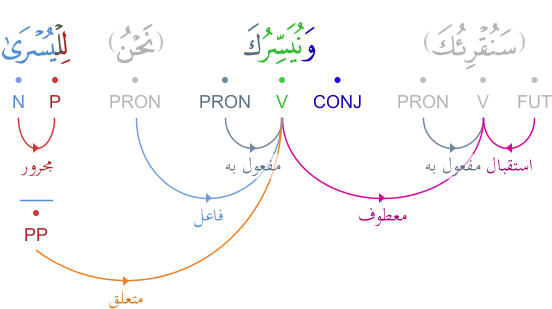 (سَنُقْرِئُكَ) وَنُيَسِّرُكَ (نَحْنُ) لِلْيُسْرَىٰ
FUT V PRON CONJ V PRON PRON P N
استقبال مفعول به مفعول به مجرور
معطوف فاعل
PP
متعلق